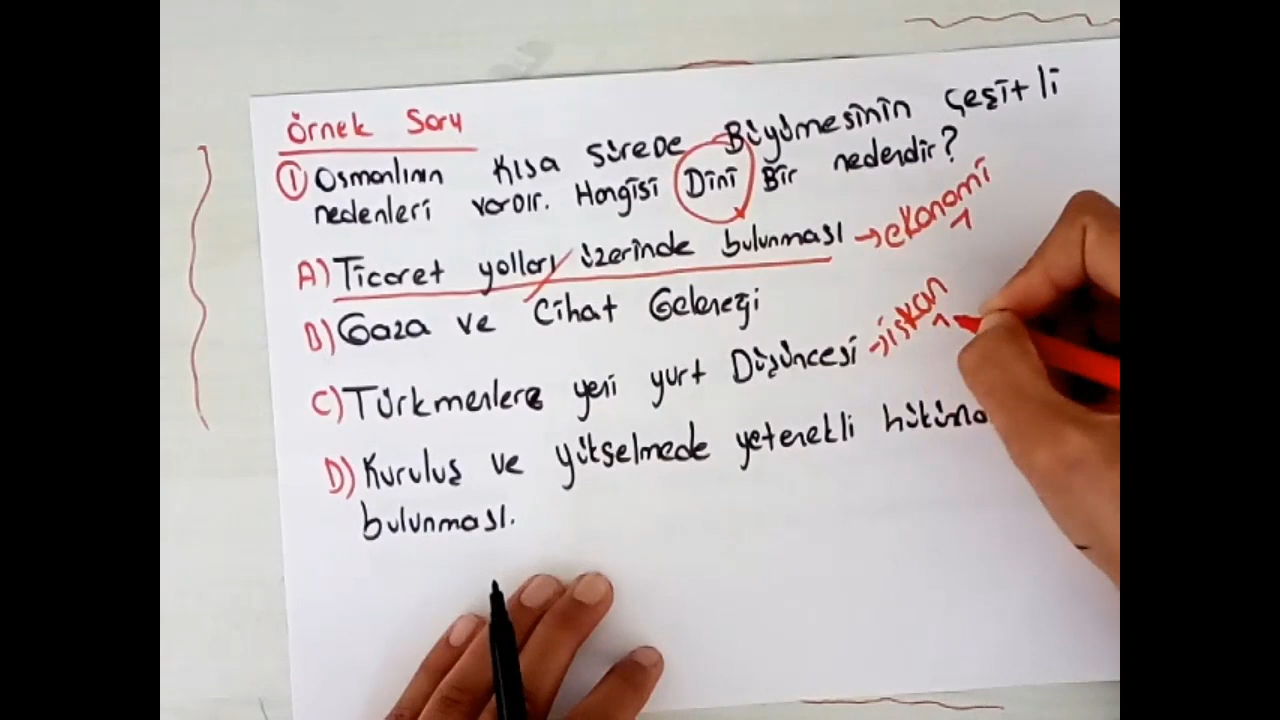 Örnek Soru
① Osmanlının Kısa sürede Büyümesinin çeşitli
nedenleri vardır. Hangisi Dini Bir nedendir?
A) Ticaret yolları üzerinde bulunması → ekonomi
B) Gaza ve Cihat Geleneği
C) Türkmenlere yeni yurt Düşüncesi → iskan
D) Kuruluş ve yükselmede yetenekli
bulunması.